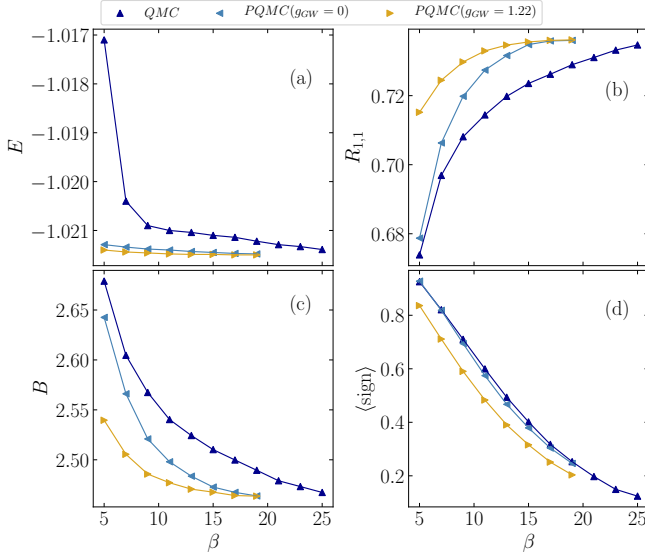 QMC PQMC(g_GW = 0) PQMC(g_GW = 1.22)
−1.017
−1.018
−1.019
−1.020
−1.021
E
(a)
0.72
0.70
0.68
R_{1,1}
(b)
2.65
2.60
2.55
2.50
B
(c)
5 10 15 20 25
β
0.8
0.6
0.4
0.2
⟨sign⟩
(d)
5 10 15 20 25
β